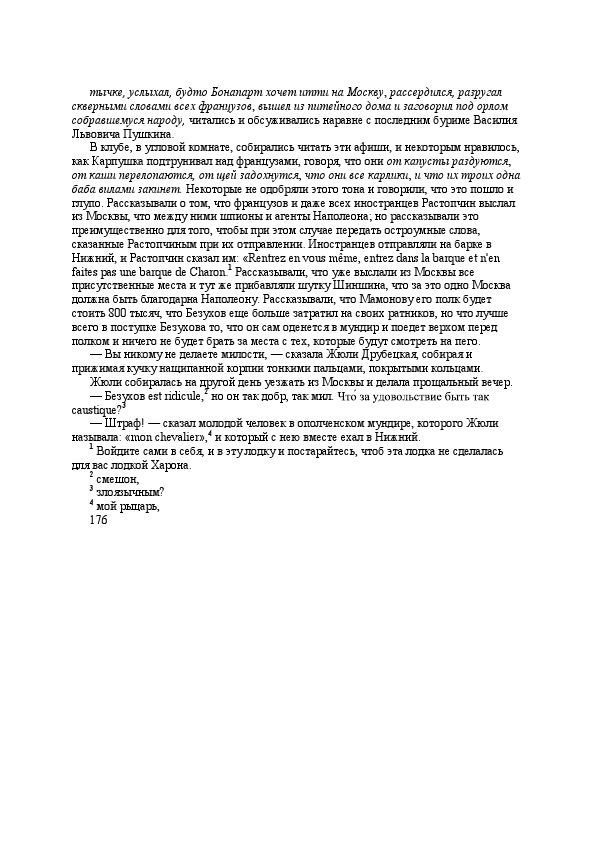 тычке, услыхал, будто Бонапарт хочет итти на Москву, рассердился, разругал
скверными словами всех французов, вышел из питейного дома и заговорил под орлом
собравшемуся народу, читались и обсуживались наравне с последним буриме Василия
Львовича Пушкина.
В клубе, в угловой комнате, собирались читать эти афиши, и некоторым нравилось,
как Карпушка подтрунивал над французами, говоря, что они от капусты раздуются,
от каши перелопаются, от щей задохнутся, что они все карлики, и что их троих одна
баба вилами закинет. Некоторые не одобряли этого тона и говорили, что это пошло и
глупо. Рассказывали о том, что французов и даже всех иностранцев Растопчин выслал
из Москвы, что между ними шпионы и агенты Наполеона; но рассказывали это
преимущественно для того, чтобы при этом случае передать остроумные слова,
сказанные Растопчиным при их отправлении. Иностранцев отправляли на барке в
Нижний, и Растопчин сказал им: «Rentrez en vous même, entrez dans la barque et n'en
faites pas une barque de Charon.¹ Рассказывали, что уже выслали из Москвы все
присутственные места и тут же прибавляли шутку Шиншина, что за это одно Москва
должна быть благодарна Наполеону. Рассказывали, что Мамонову его полк будет
стоить 800 тысяч, что Безухов еще больше затратил на своих ратников, но что лучше
всего в поступке Безухова то, что он сам оденется в мундир и поедет верхом перед
полком и ничего не будет брать за места с тех, которые будут смотреть на него.
— Вы никому не делаете милости, — сказала Жюли Друбецкая, собирая и
прижимая кучку нащипанной корпии тонкими пальцами, покрытыми кольцами.
Жюли собиралась на другой день уезжать из Москвы и делала прощальный вечер.
— Безухов est ridicule,² но он так добр, так мил. Что́ за удовольствие быть так
caustique?³
— Штраф! — сказал молодой человек в ополченском мундире, которого Жюли
называла: «mon chevalier»,⁴ и который с нею вместе ехал в Нижний.
¹ Войдите сами в себя, и в эту лодку и постарайтесь, чтоб эта лодка не сделалась
для вас лодкой Харона.
² смешон,
³ злоязычным?
⁴ мой рыцарь,
176